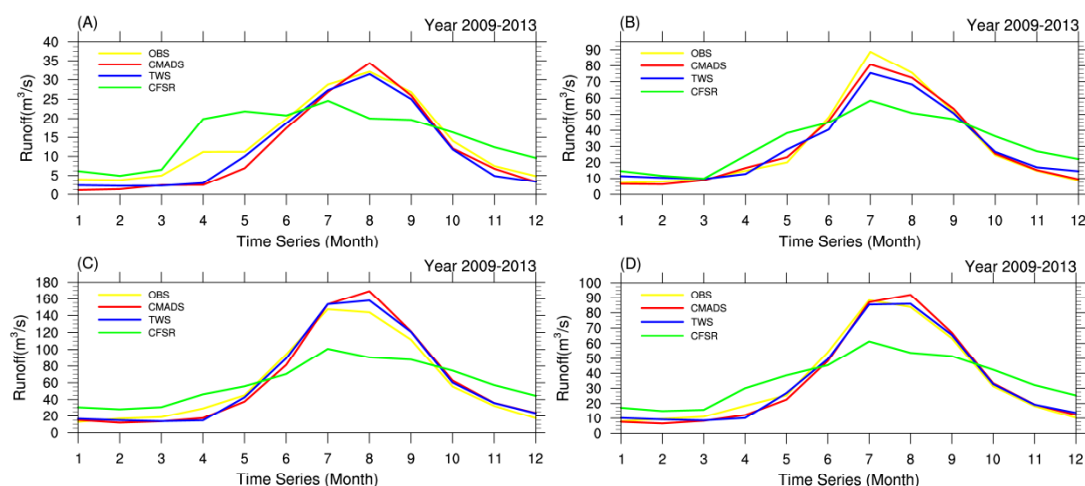 (A) Year 2009-2013
Runoff(m³/s)
40
35
30
25
20
15
10
5
0
OBS
CMADS
TWS
CFSR
1 2 3 4 5 6 7 8 9 10 11 12
Time Series (Month)
(B) Year 2009-2013
Runoff(m³/s)
90
80
70
60
50
40
30
20
10
0
OBS
CMADS
TWS
CFSR
1 2 3 4 5 6 7 8 9 10 11 12
Time Series (Month)
(C) Year 2009-2013
Runoff(m³/s)
180
160
140
120
100
80
60
40
20
0
OBS
CMADS
TWS
CFSR
1 2 3 4 5 6 7 8 9 10 11 12
Time Series (Month)
(D) Year 2009-2013
Runoff(m³/s)
100
90
80
70
60
50
40
30
20
10
0
OBS
CMADS
TWS
CFSR
1 2 3 4 5 6 7 8 9 10 11 12
Time Series (Month)